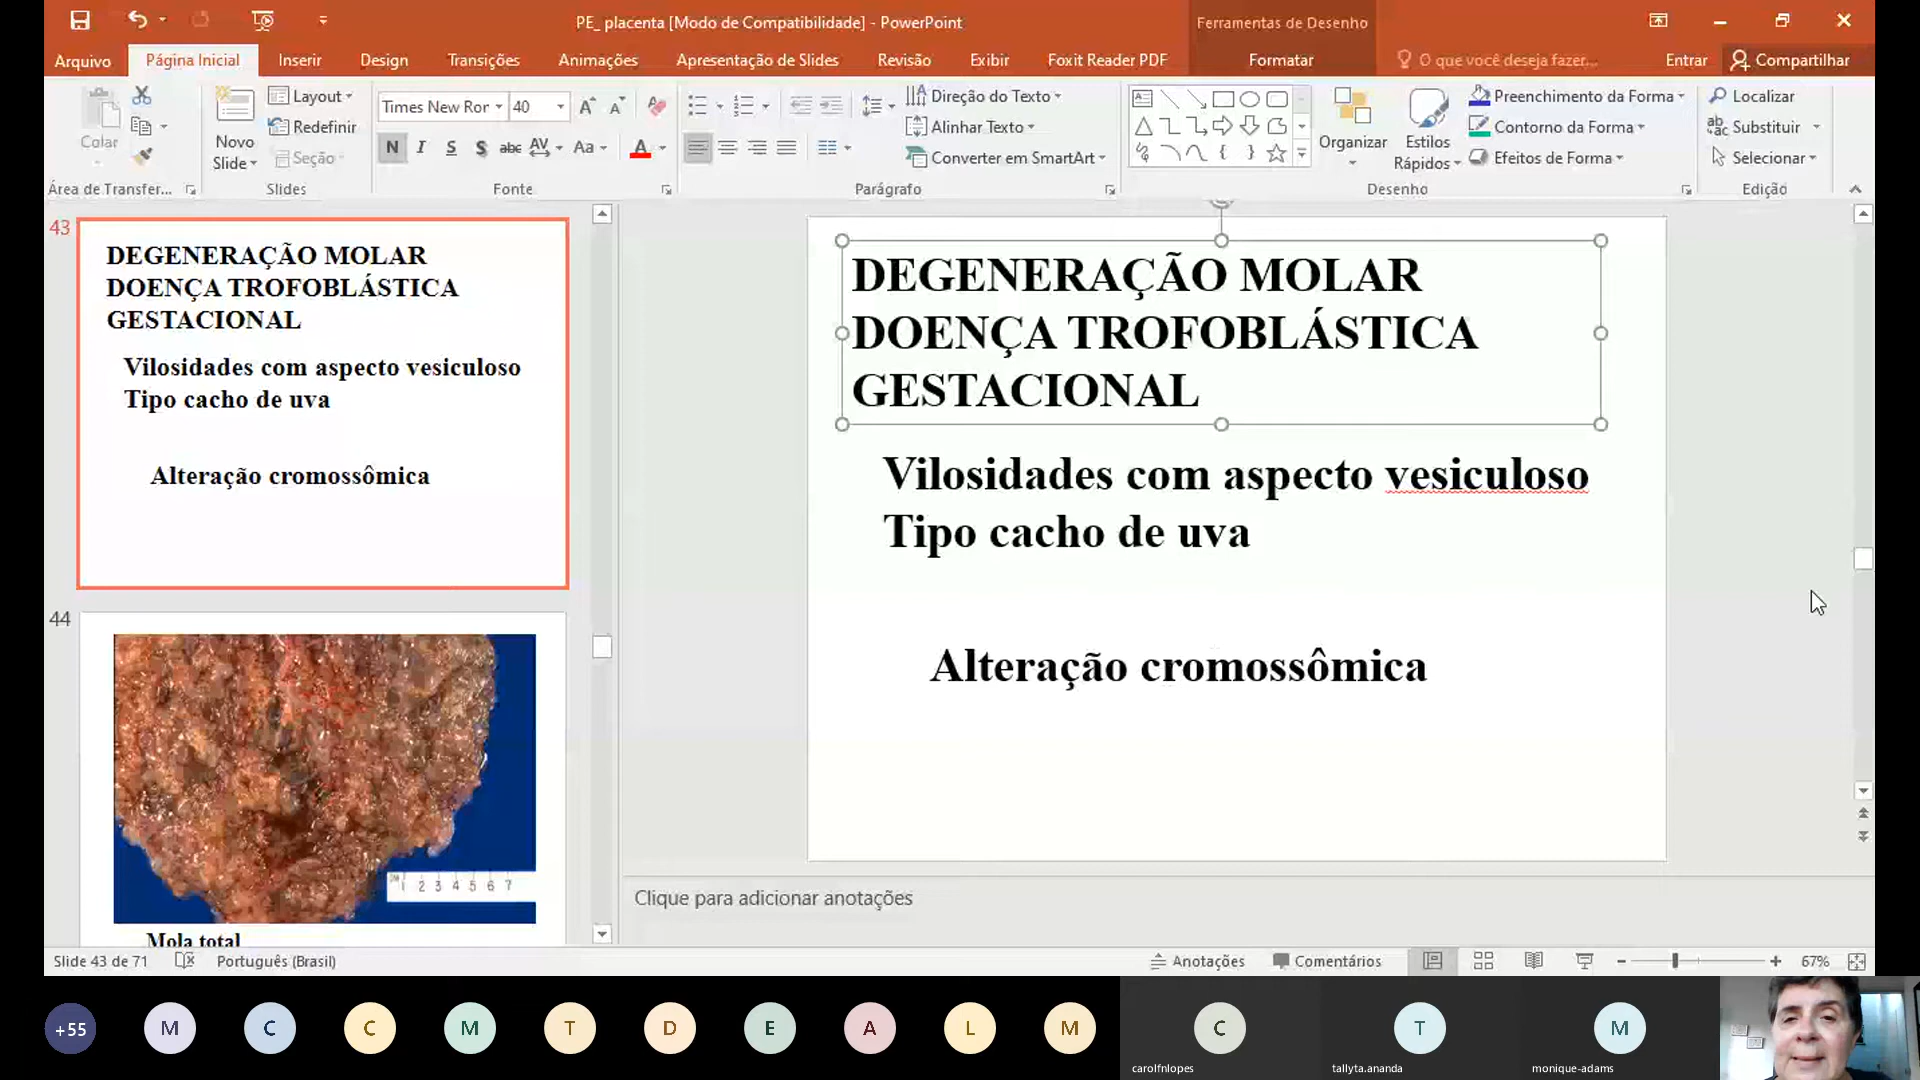 PE_ placenta [Modo de Compatibilidade] - PowerPoint
Ferramentas de Desenho
Arquivo
Página Inicial
Inserir
Design
Transições
Animações
Apresentação de Slides
Revisão
Exibir
Foxit Reader PDF
Formatar
O que você deseja fazer...
Entrar
Compartilhar
Colar
Novo
Slide
Layout
Redefinir
Seção
Times New Ror
40
N I S S abc AV Aa A
Direção do Texto
Alinhar Texto
Converter em SmartArt
Organizar
Estilos
Rápidos
Preenchimento da Forma
Contorno da Forma
Efeitos de Forma
Localizar
Substituir
Selecionar
Área de Transfer...
Slides
Fonte
Parágrafo
Desenho
Edição
43
DEGENERAÇÃO MOLAR
DOENÇA TROFOBLÁSTICA
GESTACIONAL
Vilosidades com aspecto vesiculoso
Tipo cacho de uva
Alteração cromossômica
44
1 2 3 4 5 6 7
Mola total
DEGENERAÇÃO MOLAR
DOENÇA TROFOBLÁSTICA
GESTACIONAL
Vilosidades com aspecto vesiculoso
Tipo cacho de uva
Alteração cromossômica
Clique para adicionar anotações
Slide 43 de 71
Português (Brasil)
Anotações
Comentários
67%
+55
M
C
C
M
T
D
E
A
L
M
C
T
M
carolfnlopes
tallyta.ananda
monique-adams